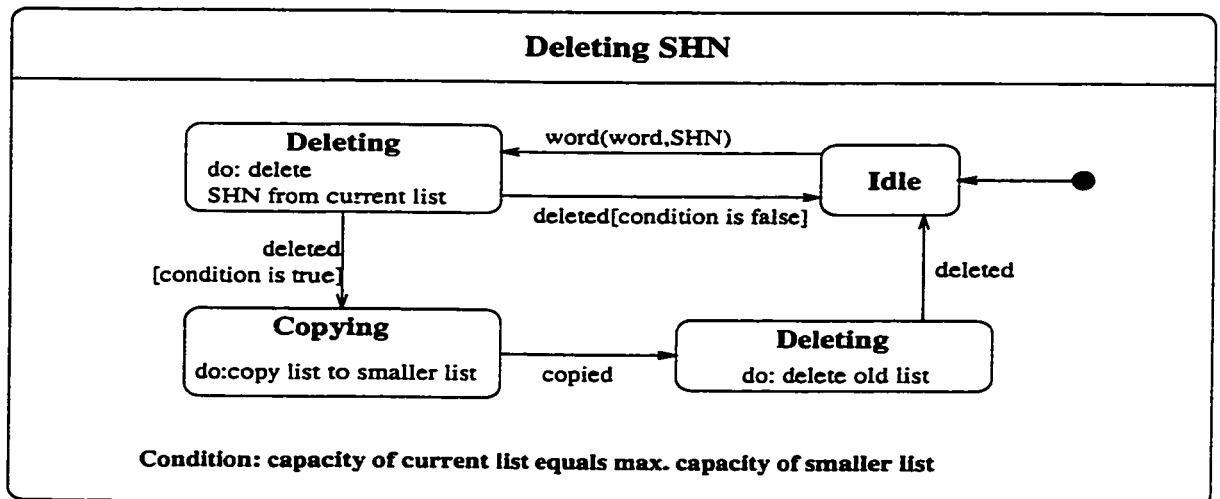 Deleting SHN
Deleting
do: delete
SHN from current list
word(word,SHN)
Idle
deleted[condition is false]
deleted
[condition is true]
deleted
Copying
do:copy list to smaller list
copied
Deleting
do: delete old list
Condition: capacity of current list equals max. capacity of smaller list